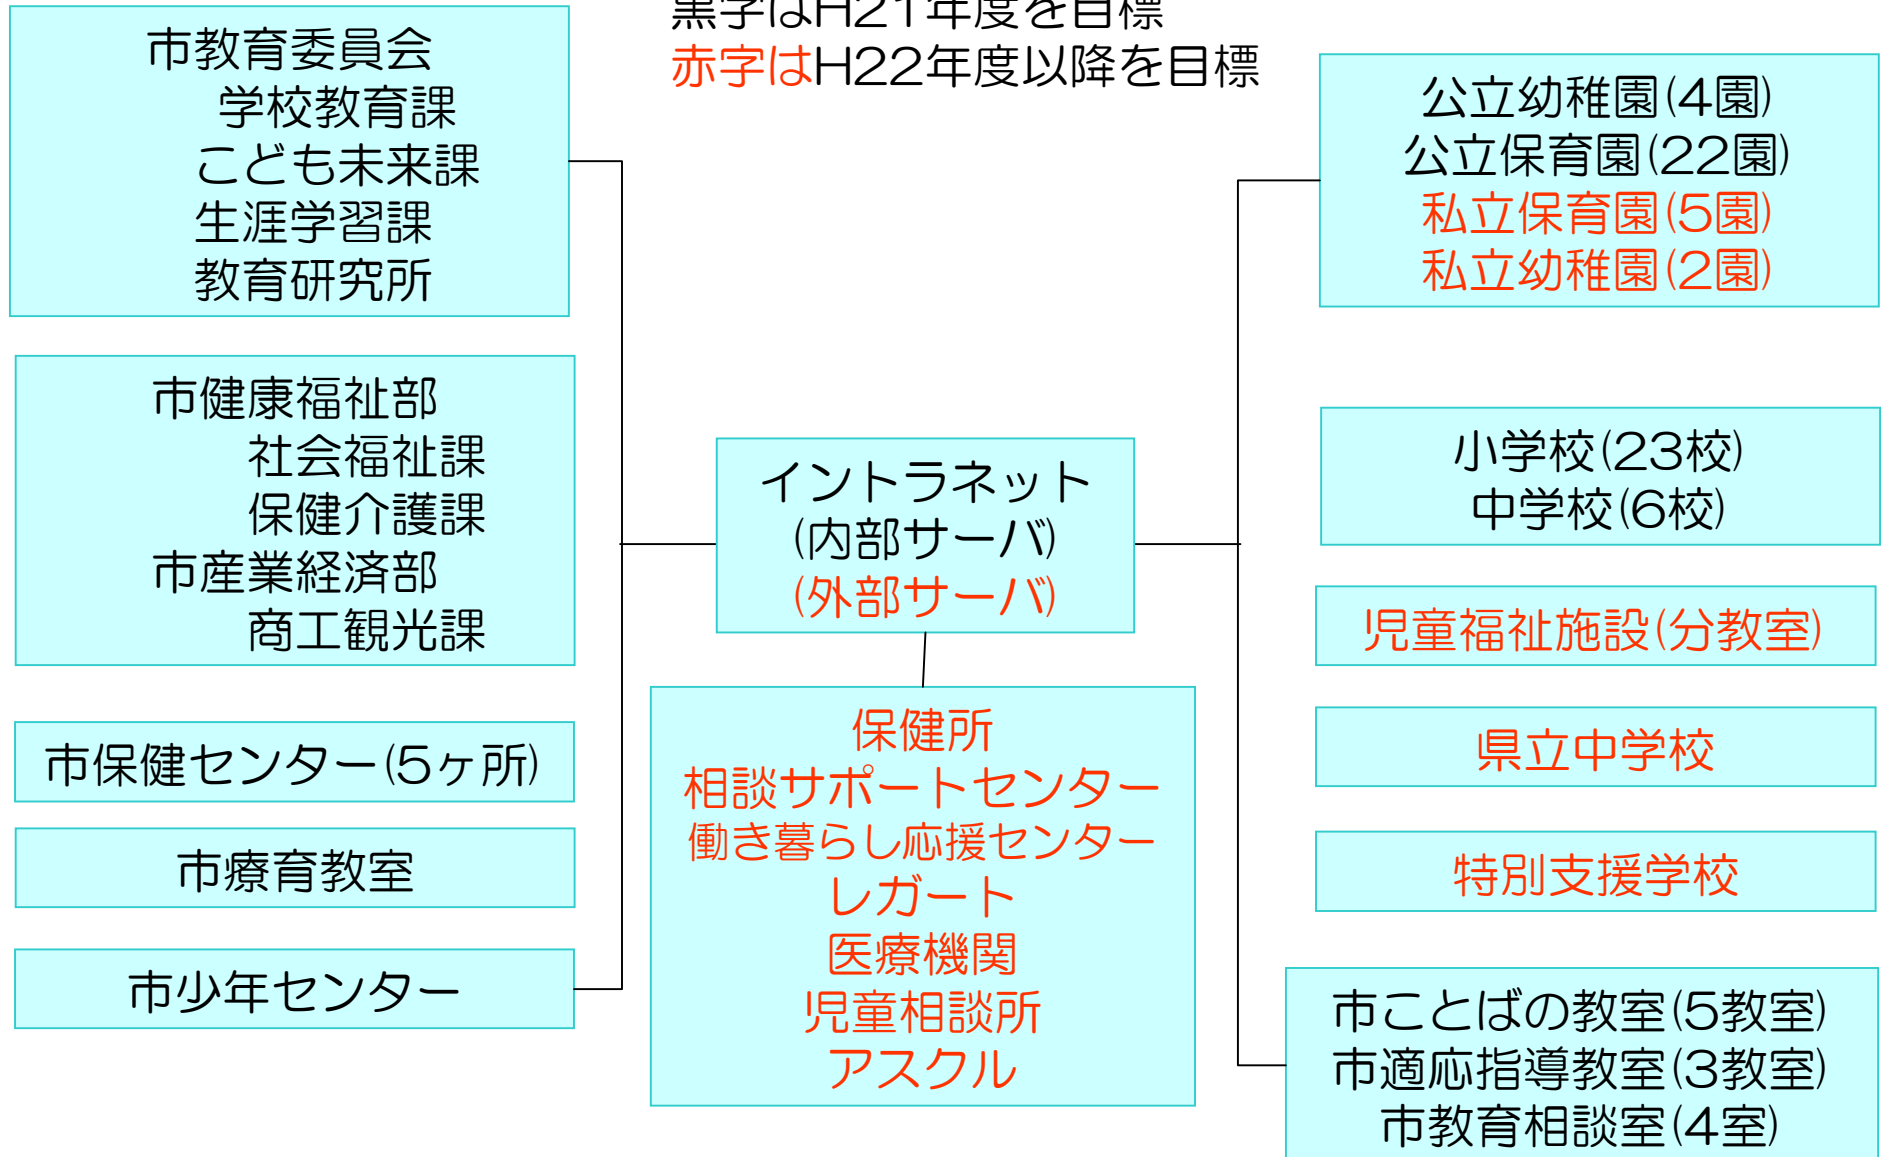 黒字はH21年度を目標
赤字はH22年度以降を目標
市教育委員会
学校教育課
こども未来課
生涯学習課
教育研究所
市健康福祉部
社会福祉課
保健介護課
市産業経済部
商工観光課
市保健センター(5ヶ所)
市療育教室
市少年センター
イントラネット
(内部サーバ)
(外部サーバ)
保健所
相談サポートセンター
働き暮らし応援センター
レガート
医療機関
児童相談所
アスクル
公立幼稚園(4園)
公立保育園(22園)
私立保育園(5園)
私立幼稚園(2園)
小学校(23校)
中学校(6校)
児童福祉施設(分教室)
県立中学校
特別支援学校
市ことばの教室(5教室)
市適応指導教室(3教室)
市教育相談室(4室)